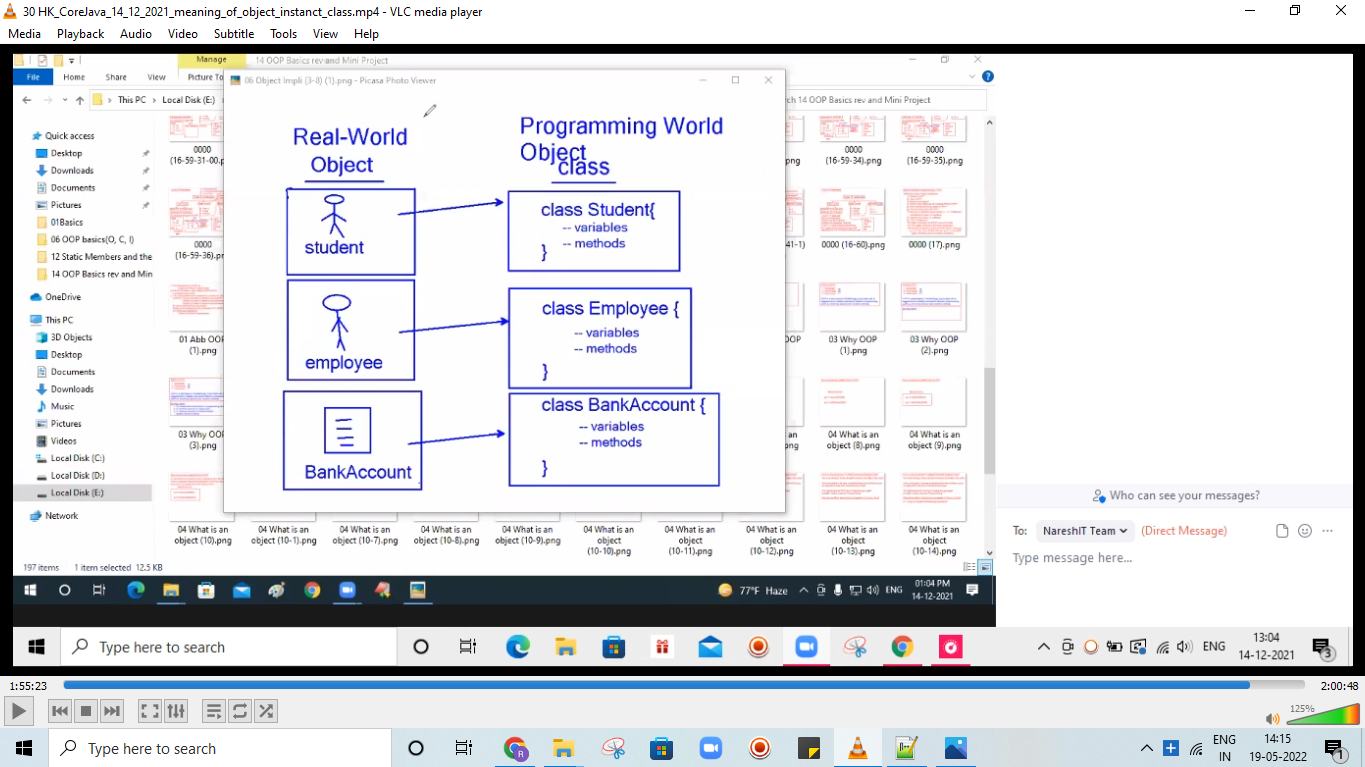 30 HK_CoreJava_14_12_2021_meaning_of_object_instanct_class.mp4 - VLC media player
Media Playback Audio Video Subtitle Tools View Help
Manage 14 OOP Basics rev and Mini Project
File Home Share View Picture To
06 Object Impli (3-8) (1).png - Picasa Photo Viewer
This PC > Local Disk (E:)
ch 14 OOP Basics rev and Mini Project
Quick access
Desktop
Downloads
Documents
Pictures
01Basics
06 OOP basics(O, C, I)
12 Static Members and the
14 OOP Basics rev and Min
OneDrive
This PC
3D Objects
Desktop
Documents
Downloads
Music
Pictures
Videos
Local Disk (C:)
Local Disk (D:)
Local Disk (E:)
Network
0000
(16-59-31-00.p
0000
(16-59-36).pr
01 Abb OOP
(1).png
03 Why OOP
(3).png
Real-World
Object
student
employee
BankAccount
Programming World
Object
class
class Student{
-- variables
-- methods
}
class Employee {
-- variables
-- methods
}
class BankAccount {
-- variables
-- methods
}
png
0000
(16-59-34).png
0000
(16-59-35).png
41-1)
0000 (16-60).png
0000 (17).png
OOP
03 Why OOP
(1).png
03 Why OOP
(2).png
an
png
04 What is an
object (8).png
04 What is an
object (9).png
04 What is an
object (10).png
04 What is an
object (10-1).png
04 What is an
object (10-7).png
04 What is an
object (10-8).png
04 What is an
object (10-9).png
04 What is an
object
(10-10).png
04 What is an
object
(10-11).png
04 What is an
object
(10-12).png
04 What is an
object
(10-13).png
04 What is an
object
(10-14).png
197 items 1 item selected 12.5 KB
77°F Haze ENG 01:04 PM
14-12-2021
Who can see your messages?
To: NareshIT Team (Direct Message)
Type message here...
Type here to search
ENG
13:04
14-12-2021
3
1:55:23
2:00:48
125%
Type here to search
ENG
IN
14:15
19-05-2022
1